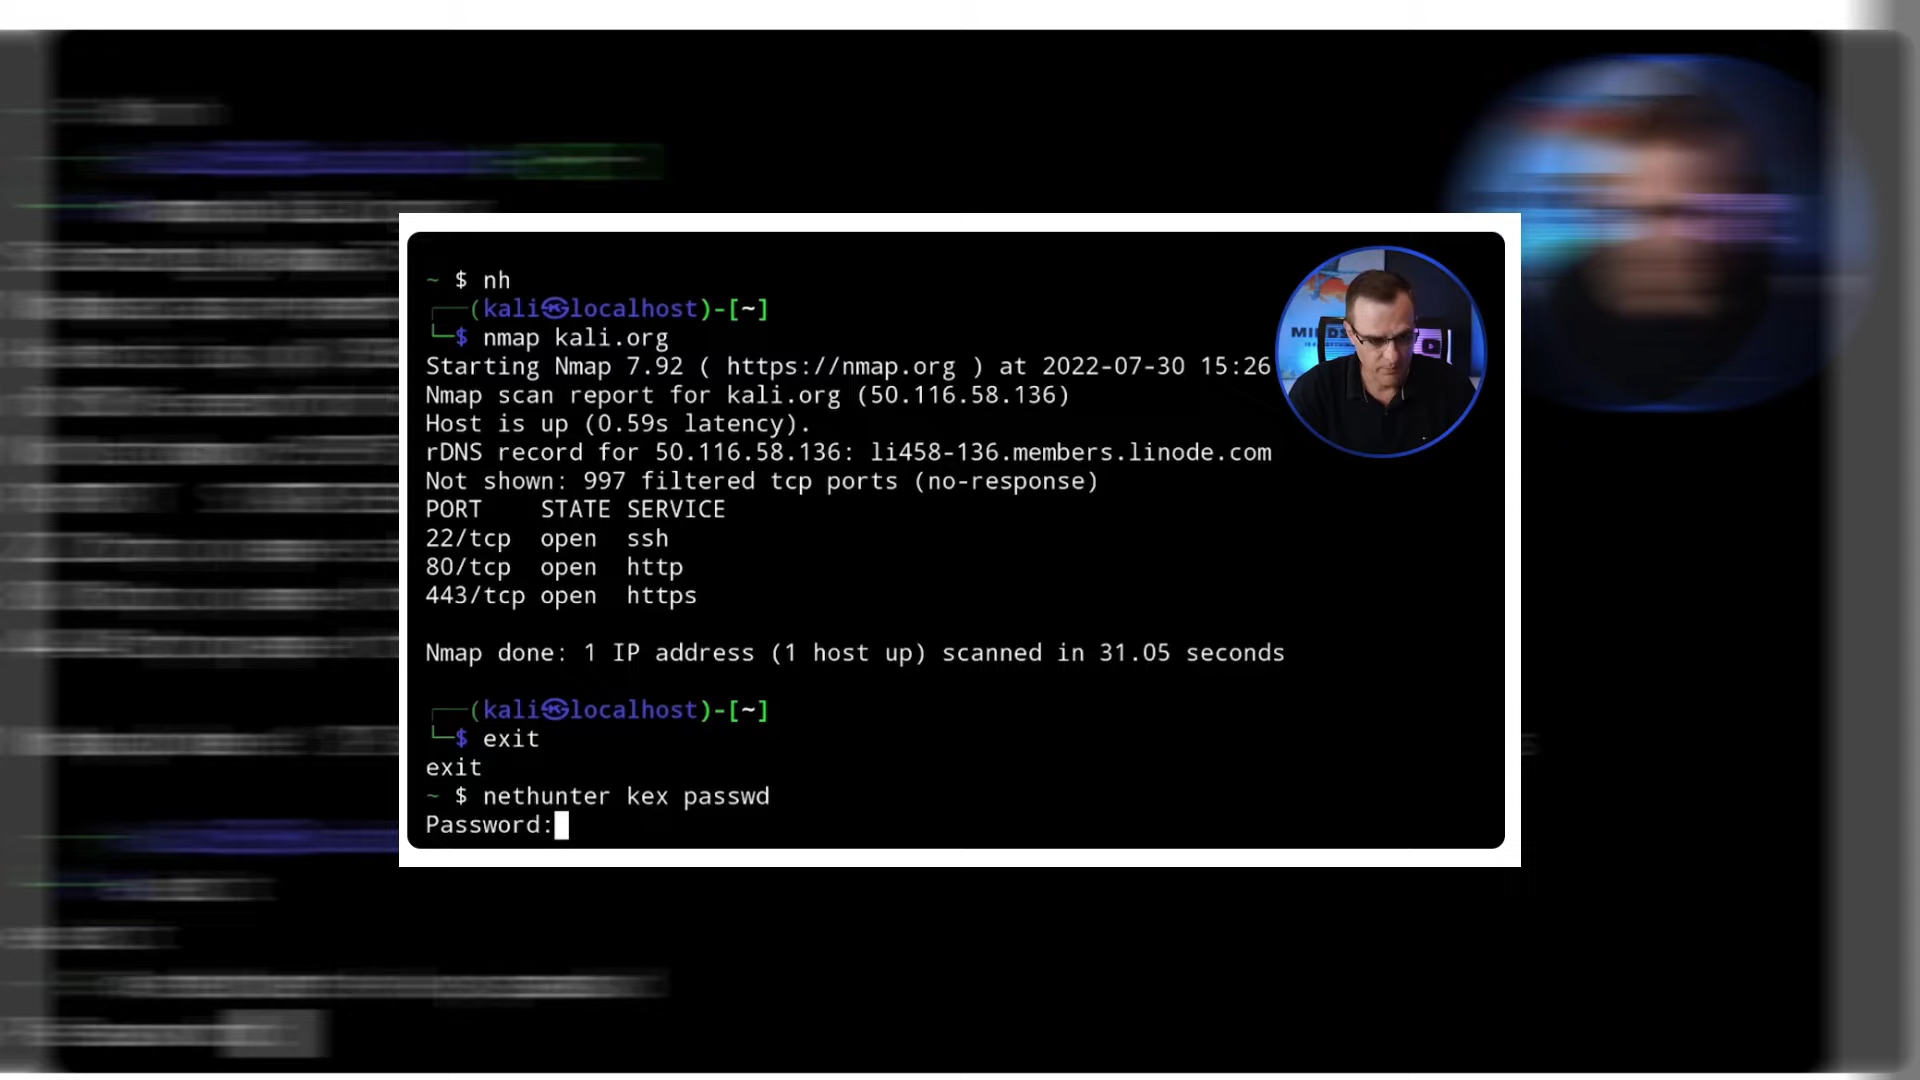 ~ $ nh
┌──(kali㉿localhost)-[~]
└─$ nmap kali.org
Starting Nmap 7.92 ( https://nmap.org ) at 2022-07-30 15:26
Nmap scan report for kali.org (50.116.58.136)
Host is up (0.59s latency).
rDNS record for 50.116.58.136: li458-136.members.linode.com
Not shown: 997 filtered tcp ports (no-response)
PORT    STATE SERVICE
22/tcp  open  ssh
80/tcp  open  http
443/tcp open  https
Nmap done: 1 IP address (1 host up) scanned in 31.05 seconds
┌──(kali㉿localhost)-[~]
└─$ exit
exit
~ $ nethunter kex passwd
Password: